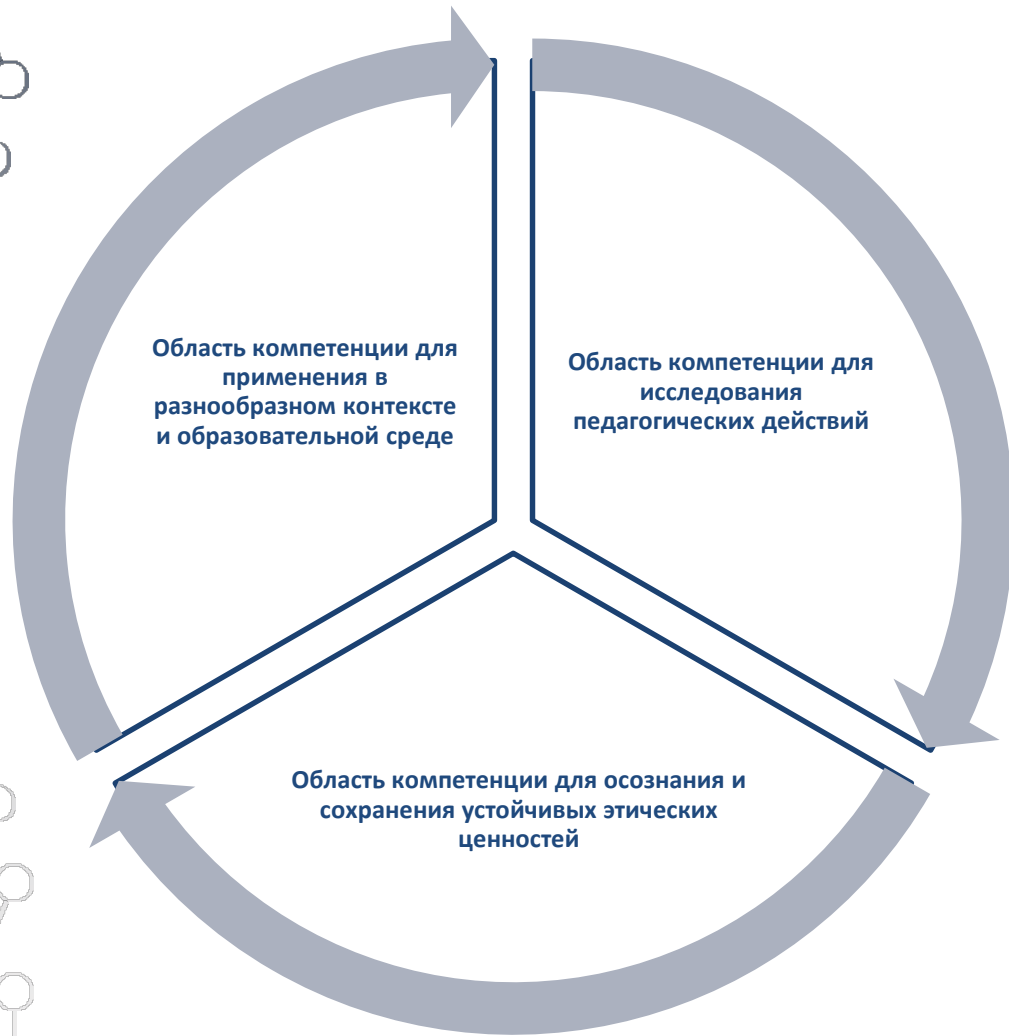 Область компетенции для
применения в
разнообразном контексте
и образовательной среде
Область компетенции для
исследования
педагогических действий
Область компетенции для осознания и
сохранения устойчивых этических
ценностей